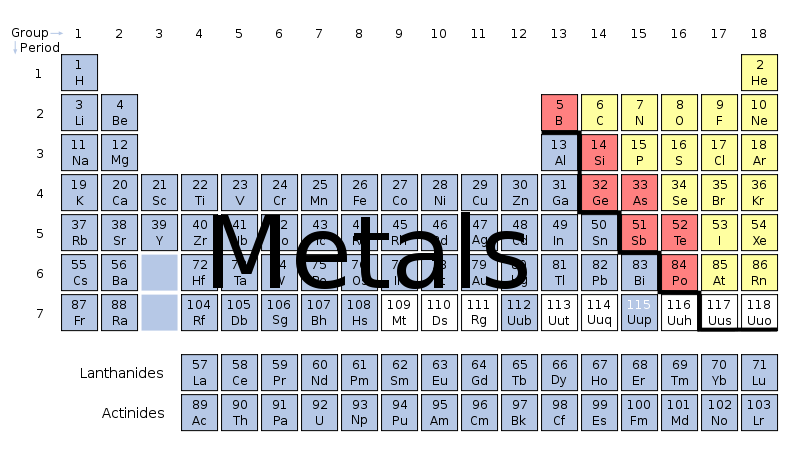 Group 1 2 3 4 5 6 7 8 9 10 11 12 13 14 15 16 17 18
Period
1 1 2
H He
2 3 4 5 6 7 8 9 10
Li Be B C N O F Ne
3 11 12 13 14 15 16 17 18
Na Mg Al Si P S Cl Ar
4 19 20 21 22 23 24 25 26 27 28 29 30 31 32 33 34 35 36
K Ca Sc Ti V Cr Mn Fe Co Ni Cu Zn Ga Ge As Se Br Kr
Metals
5 37 38 39 40 41 43 45 46 47 48 49 50 51 52 53 54
Rb Sr Y Zr Ag In Sn Sb Te I Xe
6 55 56 72 75 79 81 82 83 84 85 86
Cs Ba Hf Ta Au Tl Pb Bi Po At Rn
7 87 88 104 105 106 107 108 109 110 111 112 113 114 115 116 117 118
Fr Ra Rf Db Sg Bh Hs Mt Ds Rg Uub Uut Uuq Uup Uuh Uus Uuo
Lanthanides 57 58 59 60 61 62 63 64 65 66 67 68 69 70 71
La Ce Pr Nd Pm Sm Eu Gd Tb Dy Ho Er Tm Yb Lu
Actinides 89 90 91 92 93 94 95 96 97 98 99 100 101 102 103
Ac Th Pa U Np Pu Am Cm Bk Cf Es Fm Md No Lr